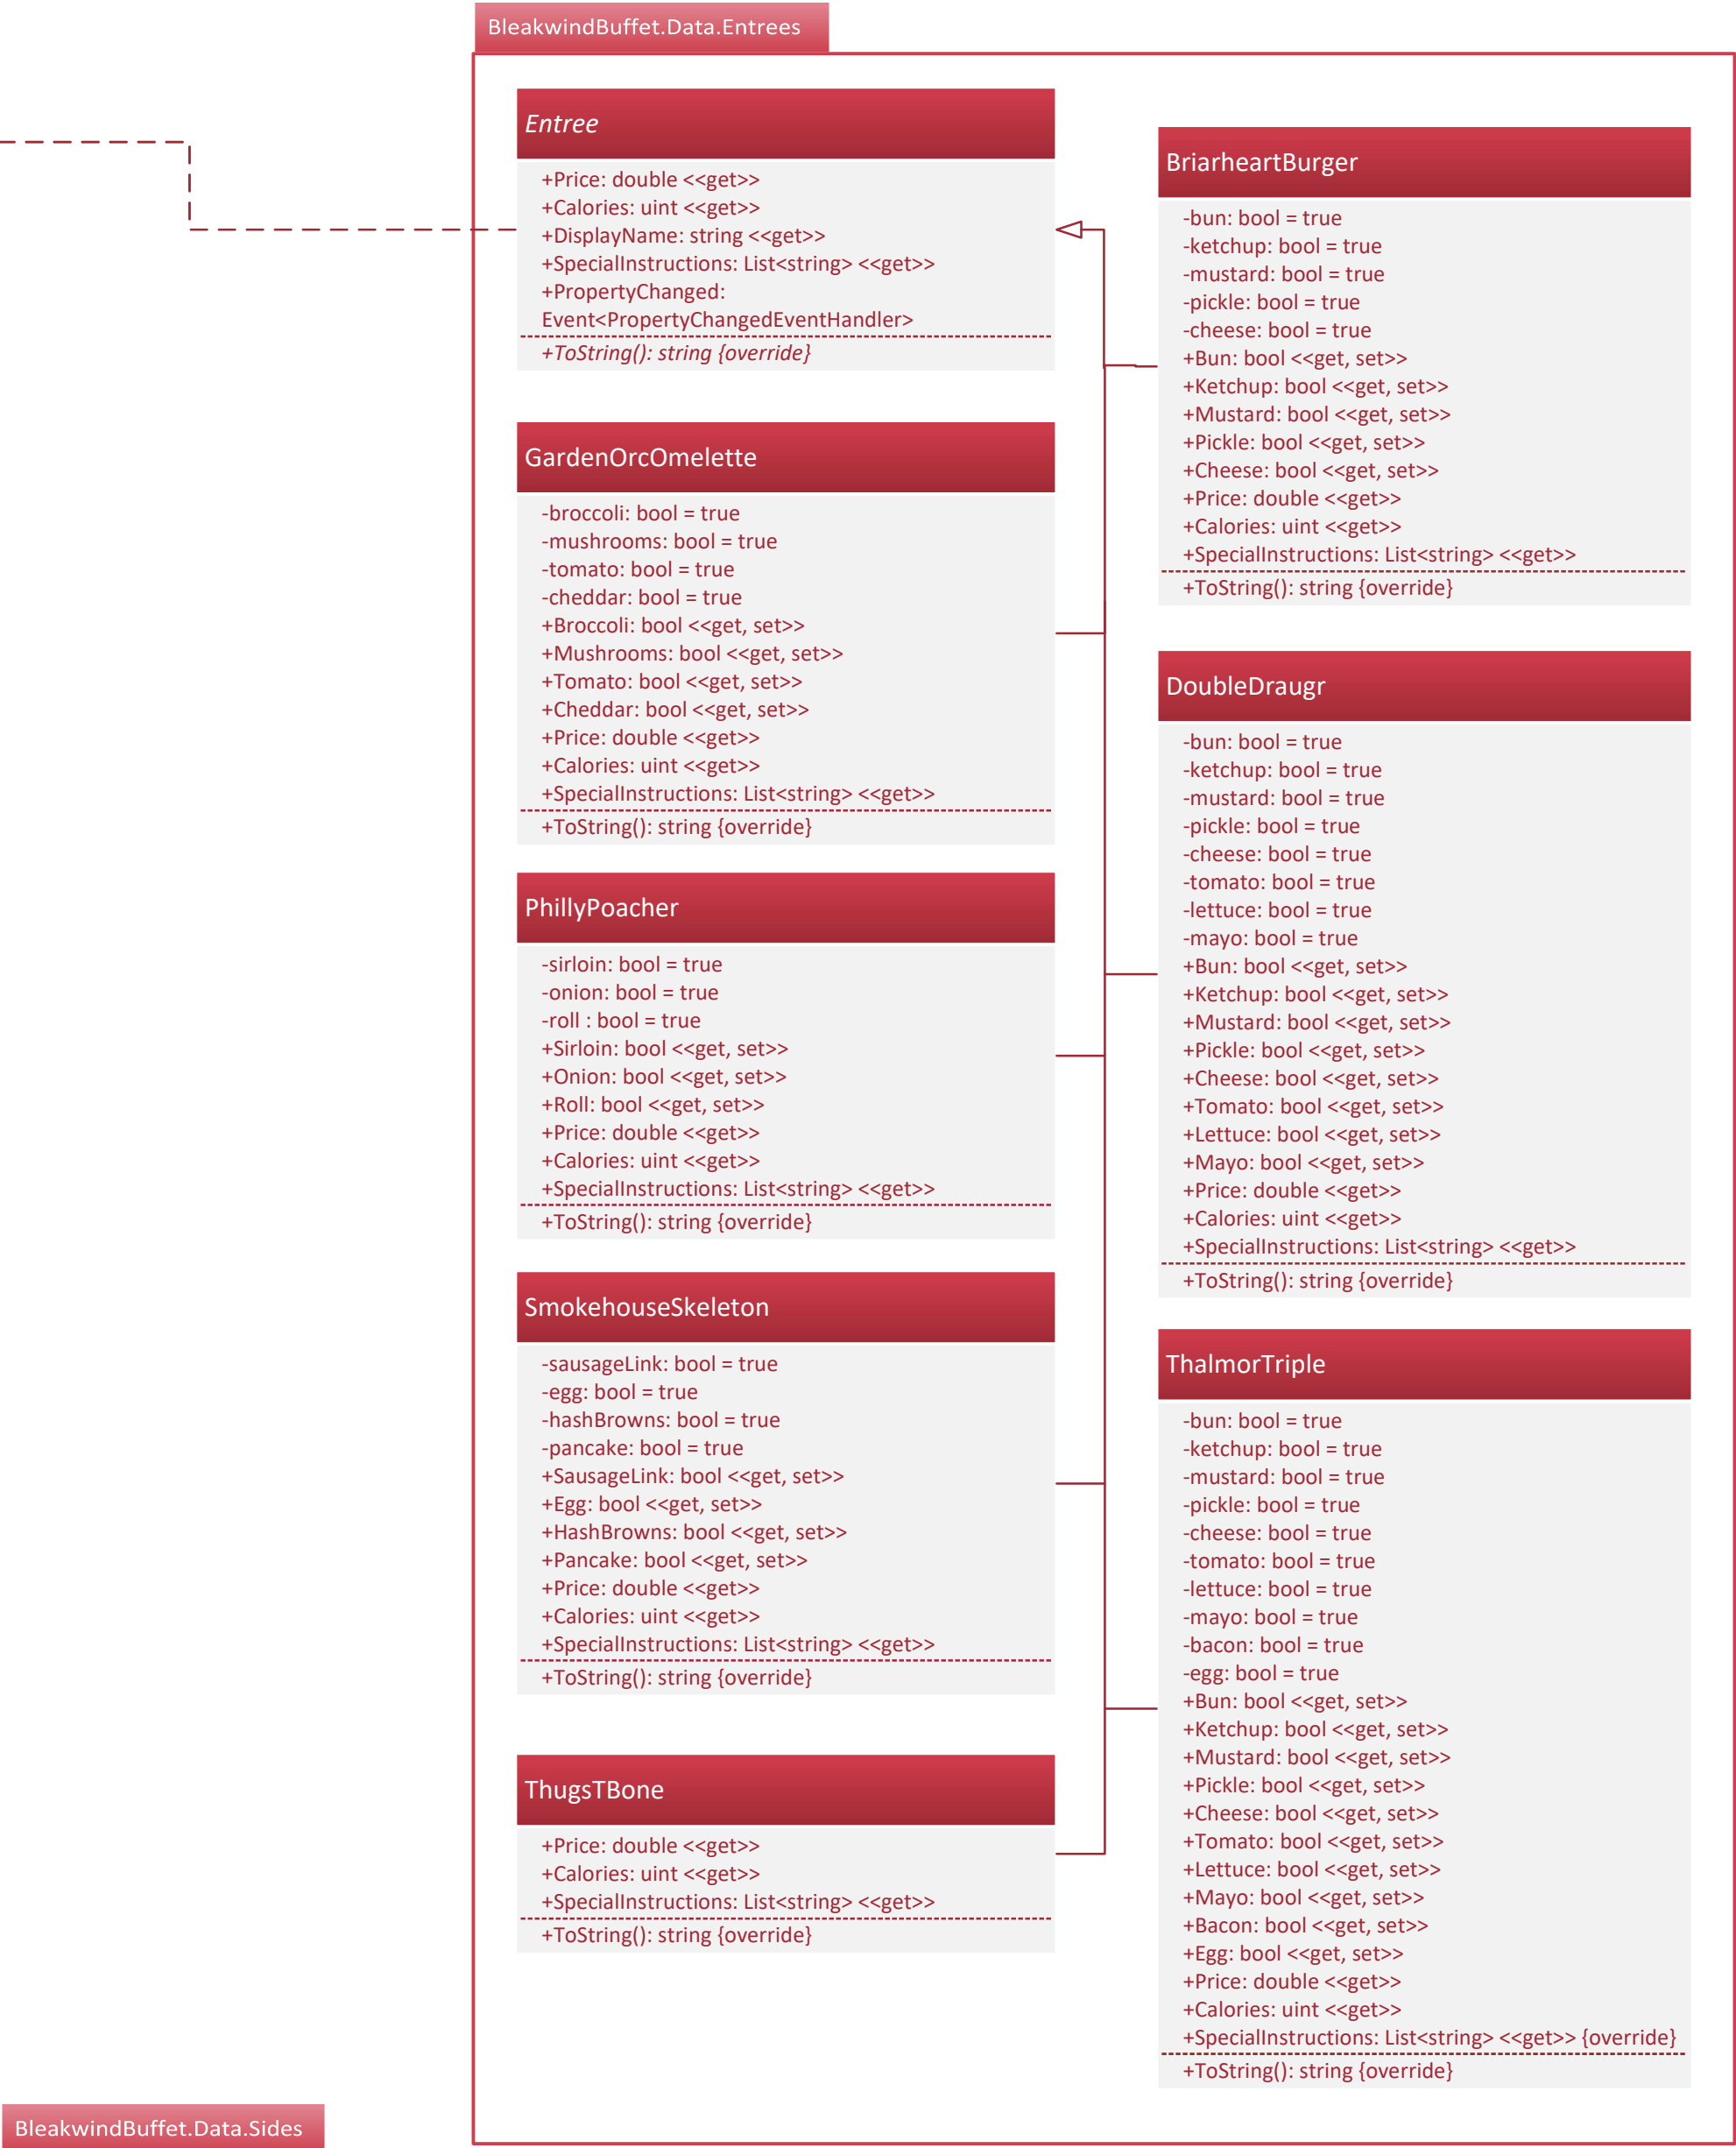 BleakwindBuffet.Data.Entrees
Entree
+Price: double <<get>>
+Calories: uint <<get>>
+DisplayName: string <<get>>
+SpecialInstructions: List<string> <<get>>
+PropertyChanged:
Event<PropertyChangedEventHandler>
+ToString(): string {override}
GardenOrcOmelette
-broccoli: bool = true
-mushrooms: bool = true
-tomato: bool = true
-cheddar: bool = true
+Broccoli: bool <<get, set>>
+Mushrooms: bool <<get, set>>
+Tomato: bool <<get, set>>
+Cheddar: bool <<get, set>>
+Price: double <<get>>
+Calories: uint <<get>>
+SpecialInstructions: List<string> <<get>>
+ToString(): string {override}
PhillyPoacher
-sirloin: bool = true
-onion: bool = true
-roll : bool = true
+Sirloin: bool <<get, set>>
+Onion: bool <<get, set>>
+Roll: bool <<get, set>>
+Price: double <<get>>
+Calories: uint <<get>>
+SpecialInstructions: List<string> <<get>>
+ToString(): string {override}
SmokehouseSkeleton
-sausageLink: bool = true
-egg: bool = true
-hashBrowns: bool = true
-pancake: bool = true
+SausageLink: bool <<get, set>>
+Egg: bool <<get, set>>
+HashBrowns: bool <<get, set>>
+Pancake: bool <<get, set>>
+Price: double <<get>>
+Calories: uint <<get>>
+SpecialInstructions: List<string> <<get>>
+ToString(): string {override}
ThugsTBone
+Price: double <<get>>
+Calories: uint <<get>>
+SpecialInstructions: List<string> <<get>>
+ToString(): string {override}
BriarheartBurger
-bun: bool = true
-ketchup: bool = true
-mustard: bool = true
-pickle: bool = true
-cheese: bool = true
+Bun: bool <<get, set>>
+Ketchup: bool <<get, set>>
+Mustard: bool <<get, set>>
+Pickle: bool <<get, set>>
+Cheese: bool <<get, set>>
+Price: double <<get>>
+Calories: uint <<get>>
+SpecialInstructions: List<string> <<get>>
+ToString(): string {override}
DoubleDraugr
-bun: bool = true
-ketchup: bool = true
-mustard: bool = true
-pickle: bool = true
-cheese: bool = true
-tomato: bool = true
-lettuce: bool = true
-mayo: bool = true
+Bun: bool <<get, set>>
+Ketchup: bool <<get, set>>
+Mustard: bool <<get, set>>
+Pickle: bool <<get, set>>
+Cheese: bool <<get, set>>
+Tomato: bool <<get, set>>
+Lettuce: bool <<get, set>>
+Mayo: bool <<get, set>>
+Price: double <<get>>
+Calories: uint <<get>>
+SpecialInstructions: List<string> <<get>>
+ToString(): string {override}
ThalmorTriple
-bun: bool = true
-ketchup: bool = true
-mustard: bool = true
-pickle: bool = true
-cheese: bool = true
-tomato: bool = true
-lettuce: bool = true
-mayo: bool = true
-bacon: bool = true
-egg: bool = true
+Bun: bool <<get, set>>
+Ketchup: bool <<get, set>>
+Mustard: bool <<get, set>>
+Pickle: bool <<get, set>>
+Cheese: bool <<get, set>>
+Tomato: bool <<get, set>>
+Lettuce: bool <<get, set>>
+Mayo: bool <<get, set>>
+Bacon: bool <<get, set>>
+Egg: bool <<get, set>>
+Price: double <<get>>
+Calories: uint <<get>>
+SpecialInstructions: List<string> <<get>> {override}
+ToString(): string {override}
BleakwindBuffet.Data.Sides